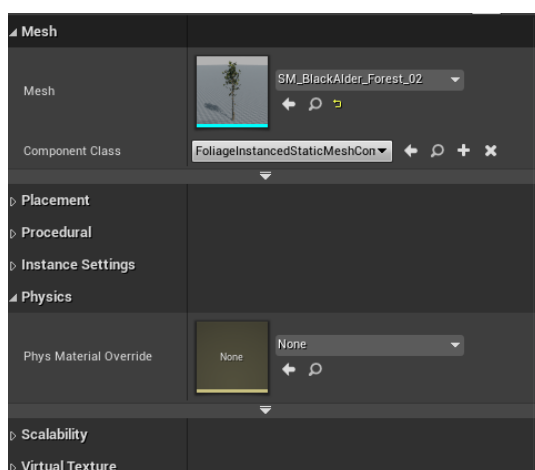 Mesh
Mesh
SM_BlackAlder_Forest_02
Component Class
FoliageInstancedStaticMeshCon
Placement
Procedural
Instance Settings
Physics
Phys Material Override
None
None
Scalability
Virtual Texture